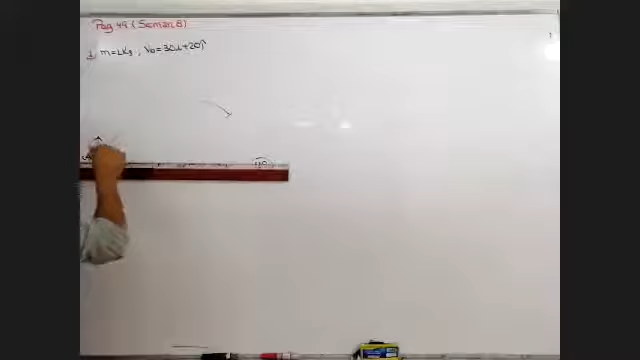 Pag 49 (Semana 8)
1. m=1Kg, V0=30i+20j